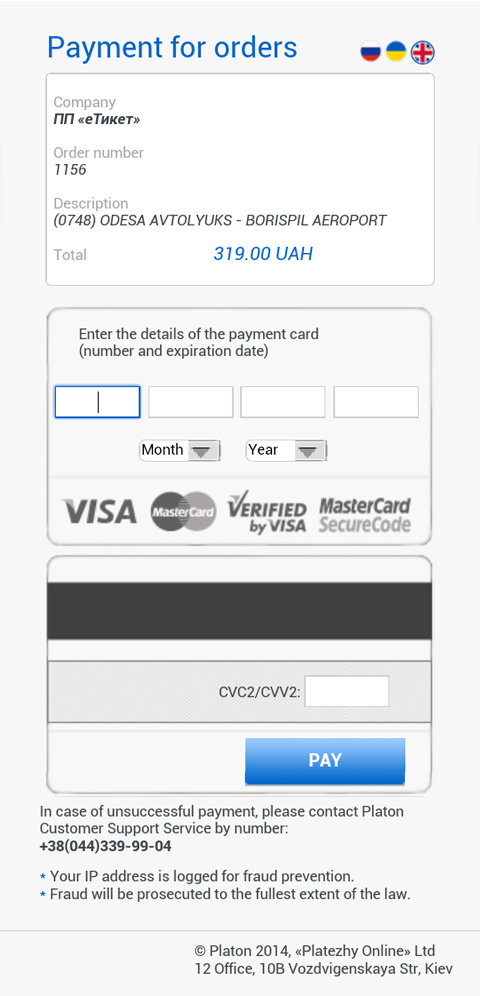 Payment for orders
Company
ПП «еТикет»
Order number
1156
Description
(0748) ODESA AVTOLYUKS - BORISPIL AEROPORT
Total 319.00 UAH
Enter the details of the payment card
(number and expiration date)
Month Year
VISA MasterCard VERIFIED by VISA MasterCard SecureCode
CVC2/CVV2:
PAY
In case of unsuccessful payment, please contact Platon
Customer Support Service by number:
+38(044)339-99-04
* Your IP address is logged for fraud prevention.
* Fraud will be prosecuted to the fullest extent of the law.
© Platon 2014, «Platezhy Online» Ltd
12 Office, 10B Vozdvigenskaya Str, Kiev